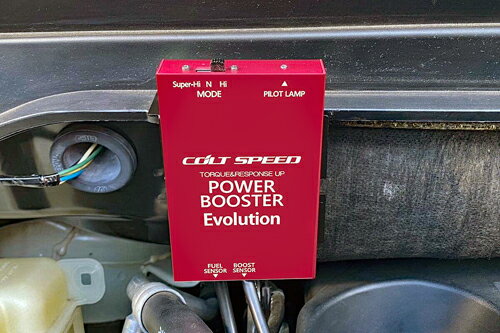 Super-Hi N Hi
MODE
PILOT LAMP
COLT SPEED
TORQUE&RESPONSE UP
POWER
BOOSTER
Evolution
FUEL
SENSOR
BOOST
SENSOR